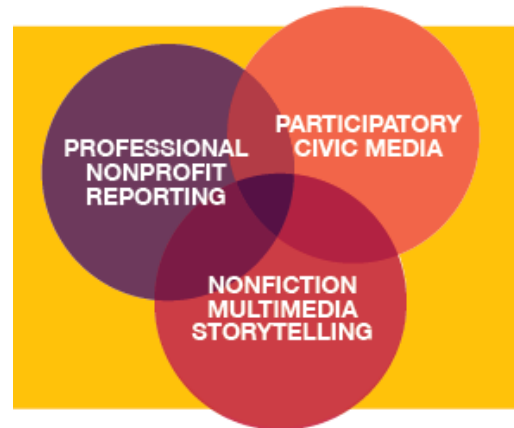 PROFESSIONAL
NONPROFIT
REPORTING
PARTICIPATORY
CIVIC MEDIA
NONFICTION
MULTIMEDIA
STORYTELLING